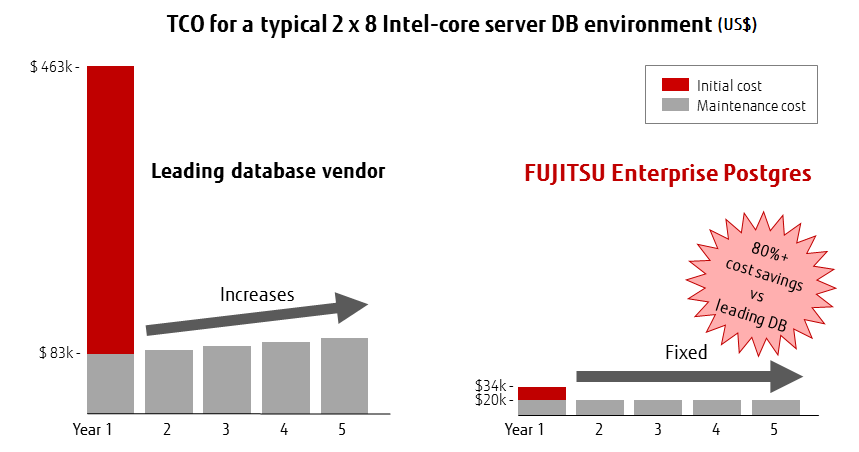 TCO for a typical 2 x 8 Intel-core server DB environment (US$)
$ 463k -
Initial cost
Maintenance cost
Leading database vendor
FUJITSU Enterprise Postgres
80%+
cost savings
vs
leading DB
Increases
Fixed
$ 83k -
$34k -
$20k -
Year 1 2 3 4 5
Year 1 2 3 4 5